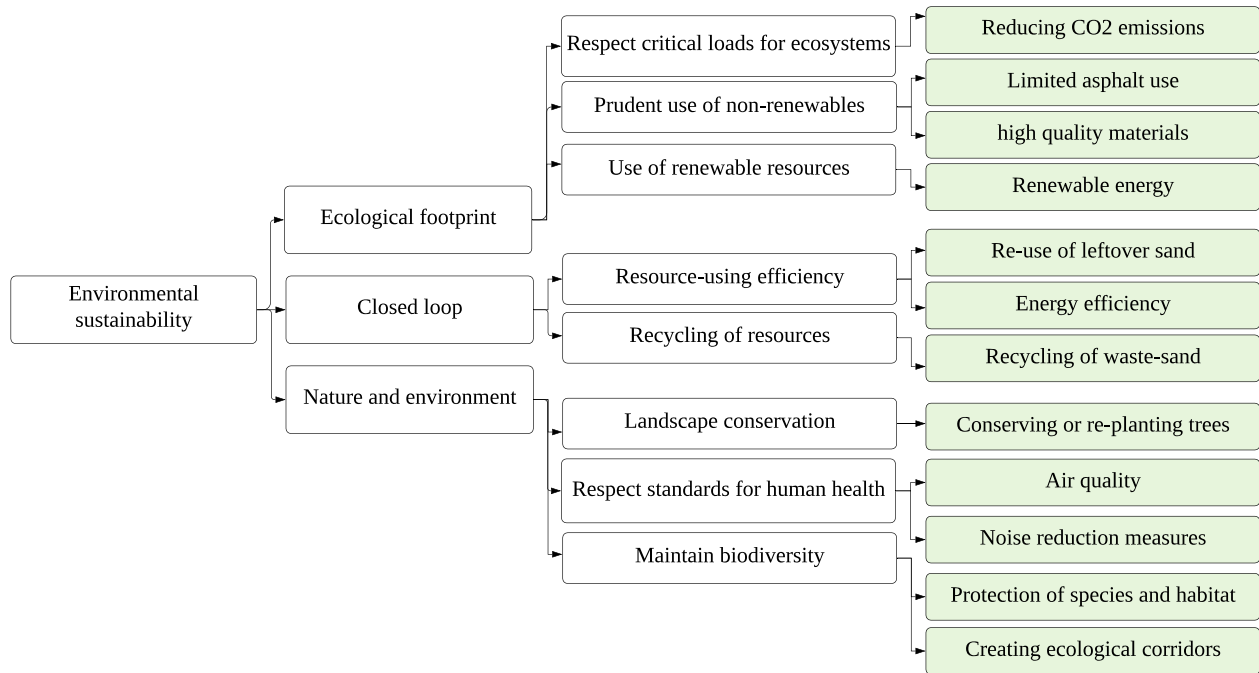 Environmental
sustainability
Ecological footprint
Closed loop
Nature and environment
Respect critical loads for ecosystems
Prudent use of non-renewables
Use of renewable resources
Resource-using efficiency
Recycling of resources
Landscape conservation
Respect standards for human health
Maintain biodiversity
Reducing CO2 emissions
Limited asphalt use
high quality materials
Renewable energy
Re-use of leftover sand
Energy efficiency
Recycling of waste-sand
Conserving or re-planting trees
Air quality
Noise reduction measures
Protection of species and habitat
Creating ecological corridors